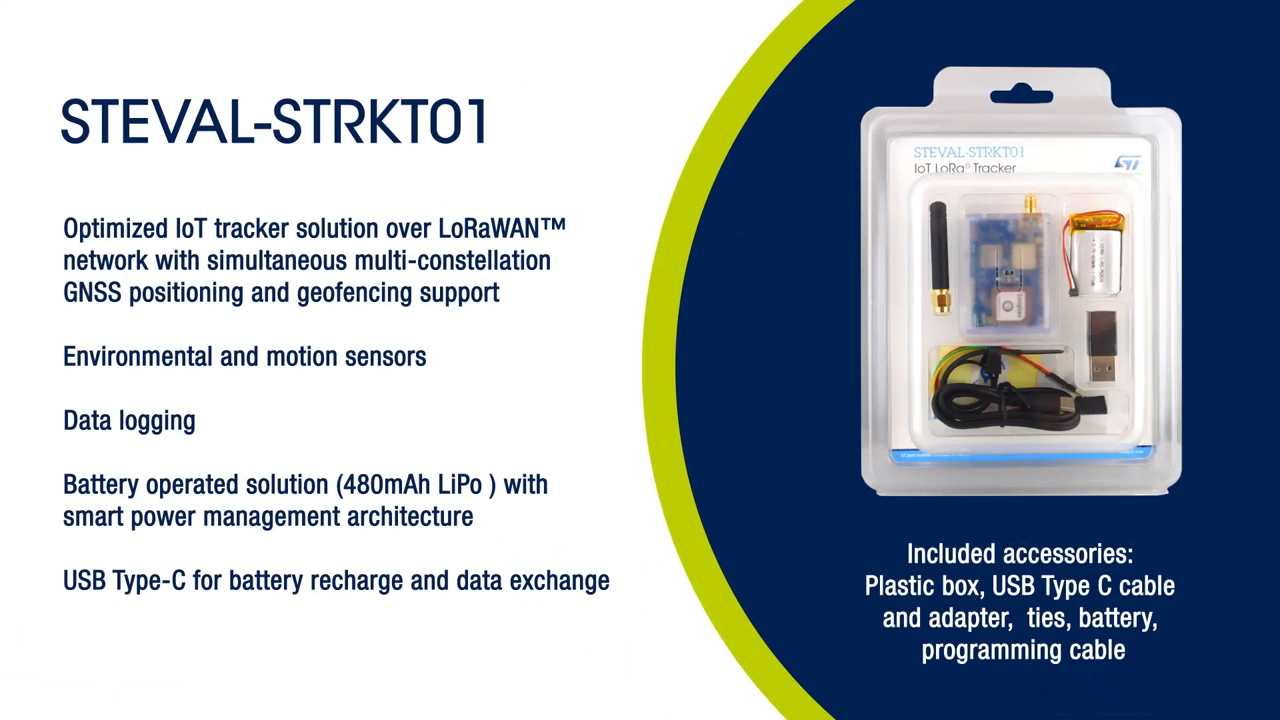 STEVAL-STRKT01
Optimized IoT tracker solution over LoRaWAN™
network with simultaneous multi-constellation
GNSS positioning and geofencing support
Environmental and motion sensors
Data logging
Battery operated solution (480mAh LiPo ) with
smart power management architecture
USB Type-C for battery recharge and data exchange
STEVAL-STRKT01
IoT LoRa® Tracker
ST
Included accessories:
Plastic box, USB Type C cable
and adapter,  ties, battery,
programming cable